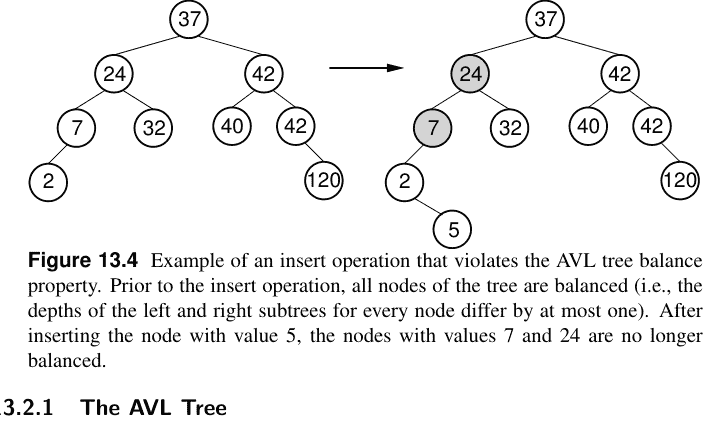 37 37
24 42 24 42
7 32 40 42 7 32 40 42
2 120 2 120
5
Figure 13.4 Example of an insert operation that violates the AVL tree balance
property. Prior to the insert operation, all nodes of the tree are balanced (i.e., the
depths of the left and right subtrees for every node differ by at most one). After
inserting the node with value 5, the nodes with values 7 and 24 are no longer
balanced.
.3.2.1 The AVL Tree